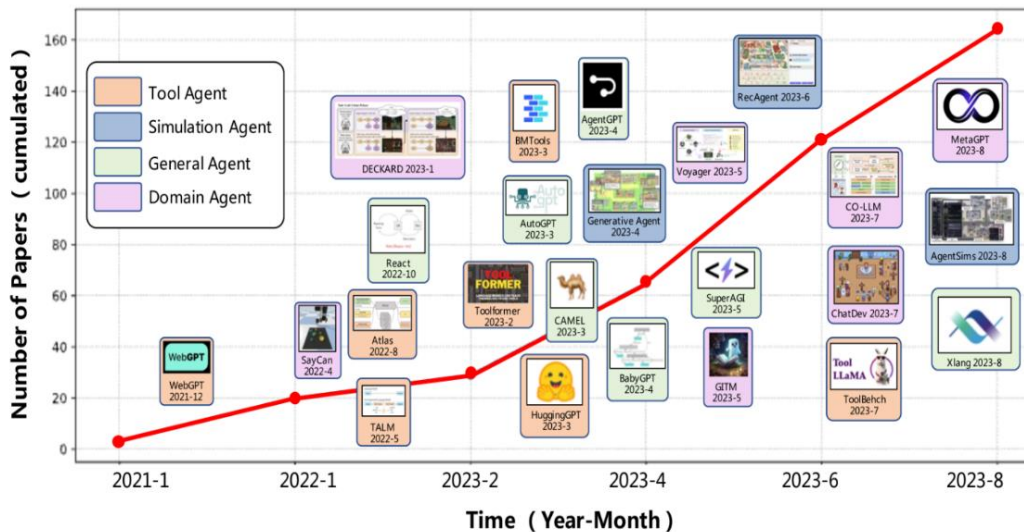 Number of Papers ( cumulated )
160
140
120
100
80
60
40
20
0
Tool Agent
Simulation Agent
General Agent
Domain Agent
WebGPT
WebGPT
2021-12
SayCan
2022-4
DECKARD 2023-1
React
2022-10
Atlas
2022-8
TALM
2022-5
BMTools
2023-3
AutoGPT
2023-3
TOOL
FORMER
Toolformer
2023-2
CAMEL
2023-3
HuggingGPT
2023-3
AgentGPT
2023-4
Generative Agent
2023-4
BabyGPT
2023-4
RecAgent 2023-6
Voyager 2023-5
SuperAGI
2023-5
GITM
2023-5
CO-LLM
2023-7
ChatDev 2023-7
Tool
LLaMA
ToolBehch
2023-7
MetaGPT
2023-8
AgentSims 2023-8
Xlang 2023-8
2021-1
2022-1
2023-2
2023-4
2023-6
2023-8
Time ( Year-Month )